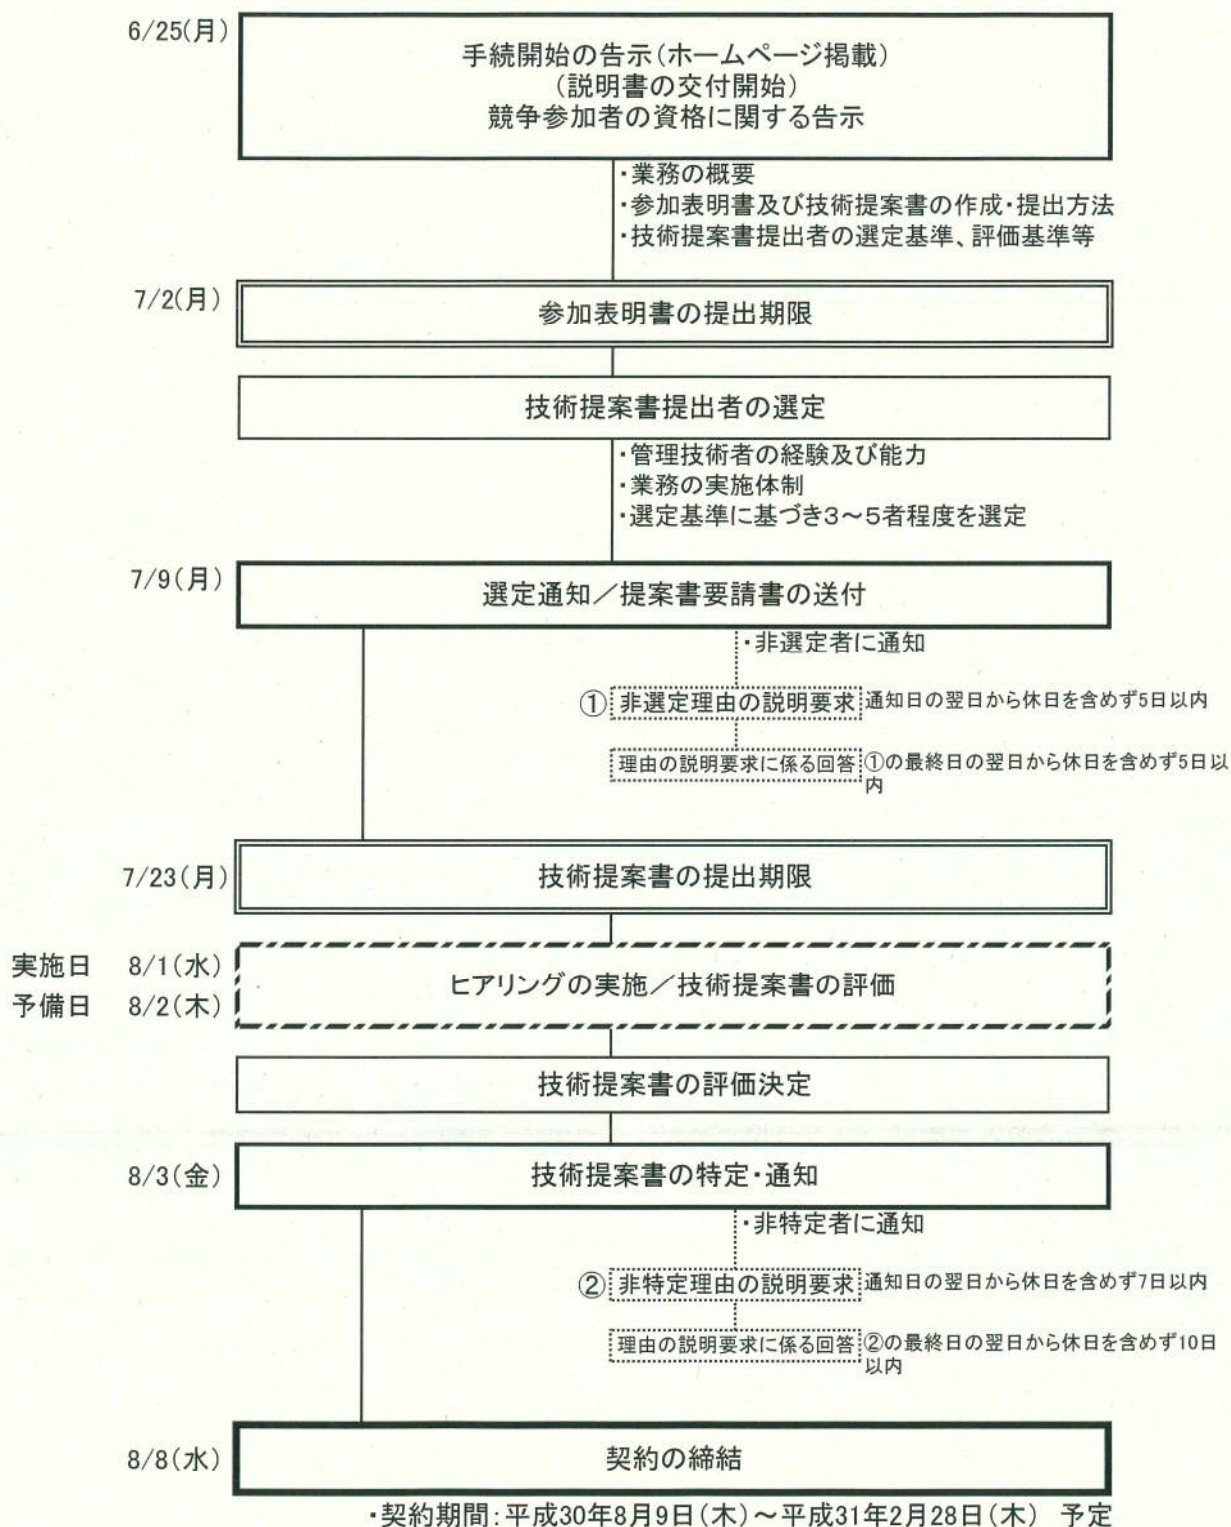 6/25(月)
手続開始の告示(ホームページ掲載)
(説明書の交付開始)
競争参加者の資格に関する告示
・業務の概要
・参加表明書及び技術提案書の作成・提出方法
・技術提案書提出者の選定基準、評価基準等
7/2(月)
参加表明書の提出期限
技術提案書提出者の選定
・管理技術者の経験及び能力
・業務の実施体制
・選定基準に基づき3～5者程度を選定
7/9(月)
選定通知／提案書要請書の送付
・非選定者に通知
① 非選定理由の説明要求 通知日の翌日から休日を含めず5日以内
理由の説明要求に係る回答 ①の最終日の翌日から休日を含めず5日以
内
7/23(月)
技術提案書の提出期限
実施日 8/1(水)
予備日 8/2(木)
ヒアリングの実施／技術提案書の評価
技術提案書の評価決定
8/3(金)
技術提案書の特定・通知
・非特定者に通知
② 非特定理由の説明要求 通知日の翌日から休日を含めず7日以内
理由の説明要求に係る回答 ②の最終日の翌日から休日を含めず10日
以内
8/8(水)
契約の締結
・契約期間：平成30年8月9日(木)～平成31年2月28日(木) 予定